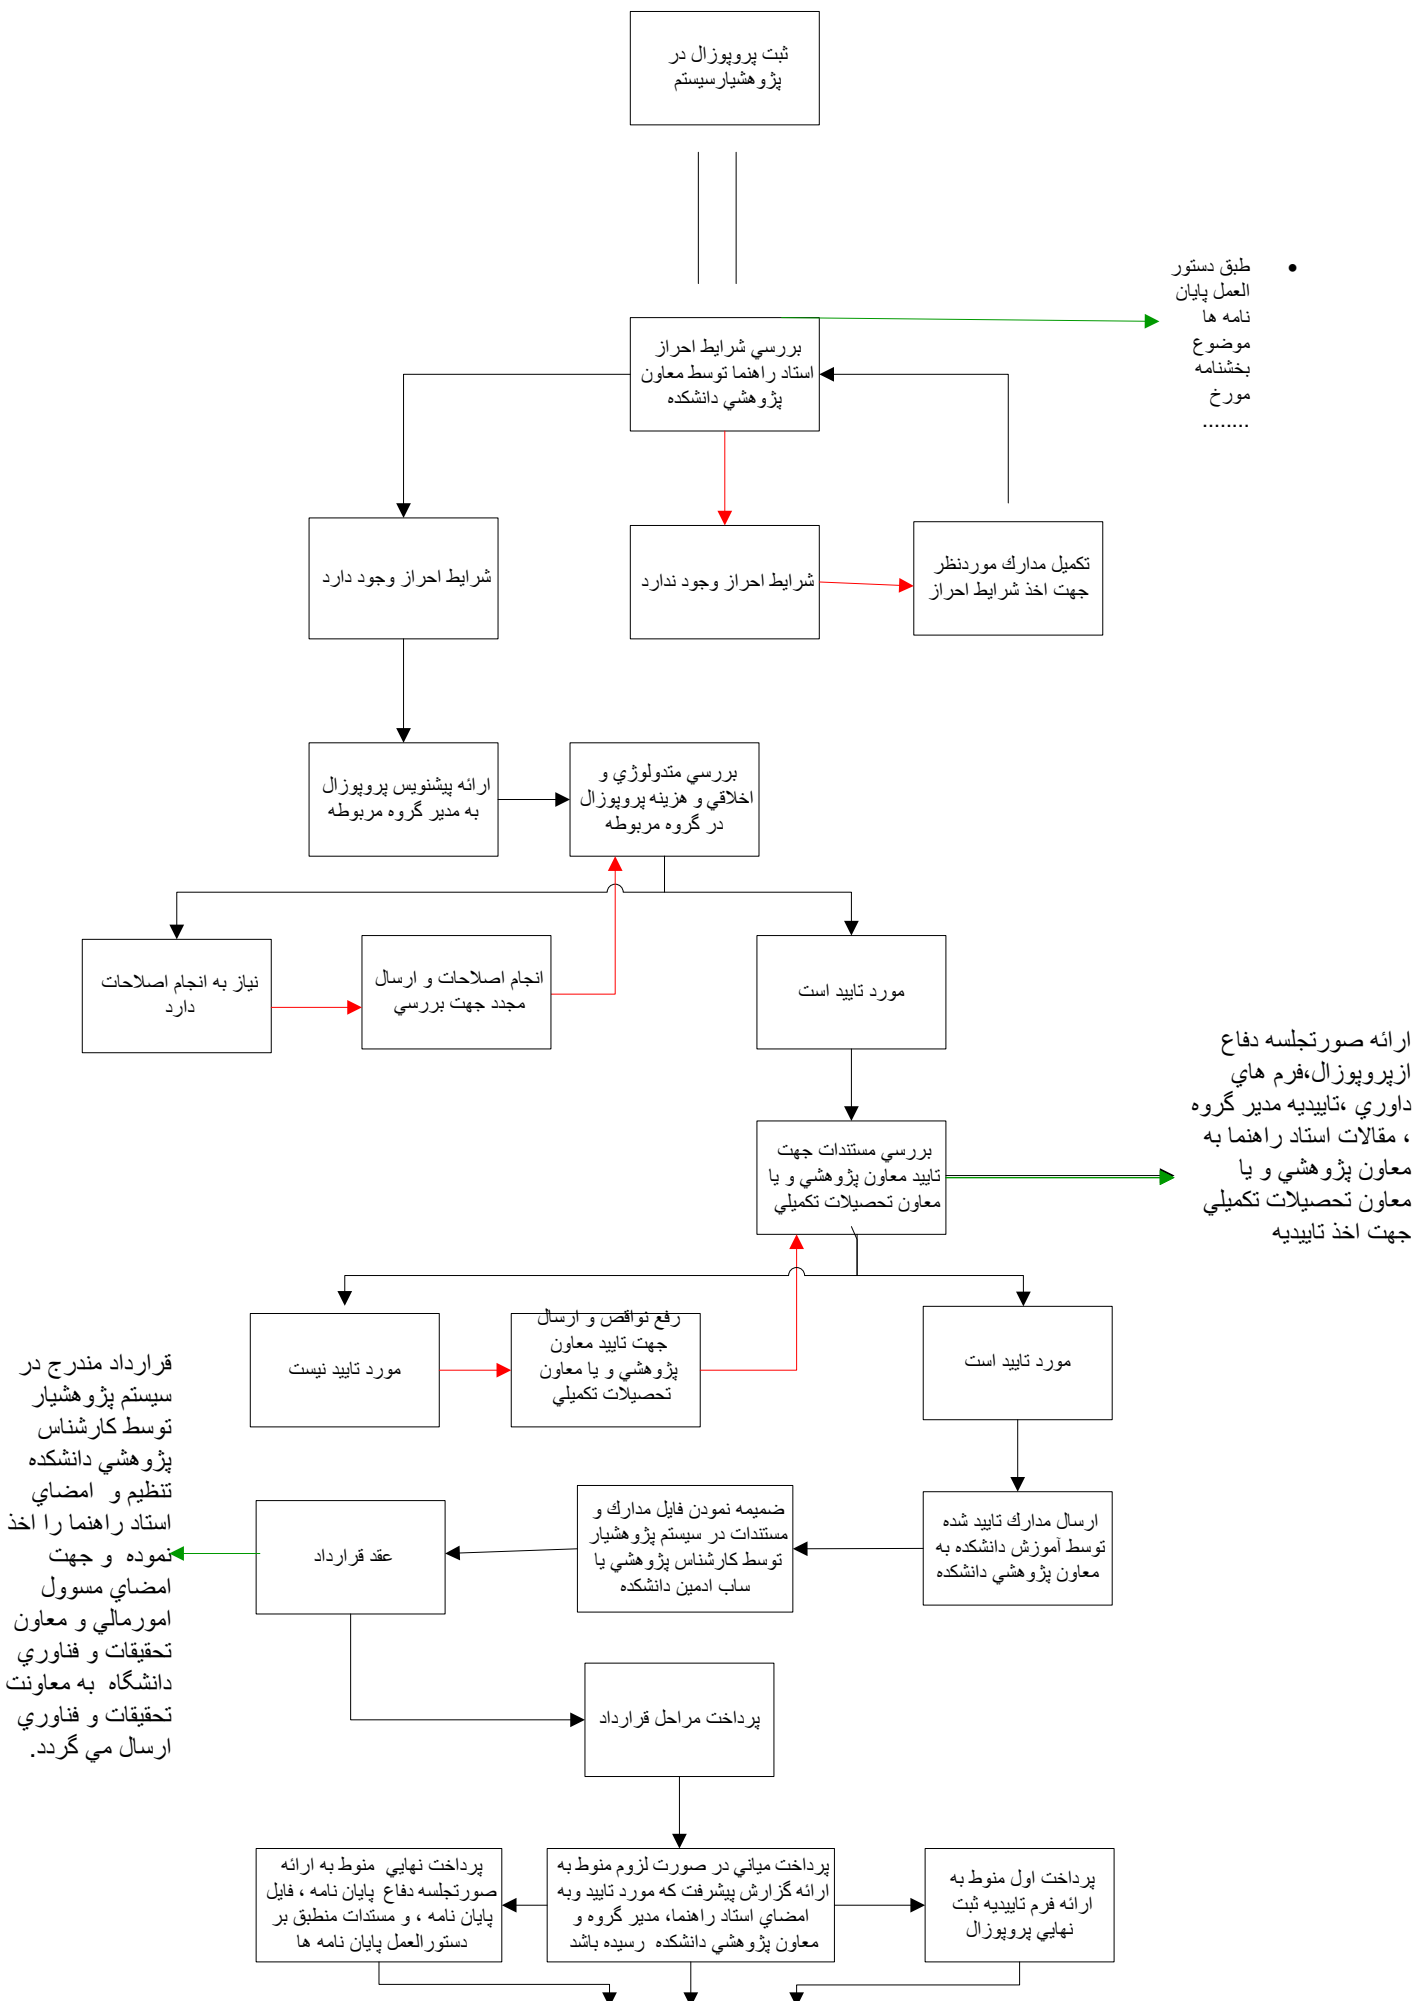 ثبت پروپوزال در
پژوهشيارسيستم
طبق دستور
العمل پايان
نامه ها
موضوع
بخشنامه
مورخ
........
بررسي شرايط احراز
استاد راهنما توسط معاون
پژوهشي دانشكده
شرايط احراز وجود دارد
شرايط احراز وجود ندارد
تكميل مدارك موردنظر
جهت اخذ شرايط احراز
ارائه پيشنويس پروپوزال
به مدير گروه مربوطه
بررسي متدولوژي و
اخلاقي و هزينه پروپوزال
در گروه مربوطه
نياز به انجام اصلاحات
دارد
انجام اصلاحات و ارسال
مجدد جهت بررسي
مورد تاييد است
ارائه صورتجلسه دفاع
ازپروپوزال،فرم هاي
داوري ،تاييديه مدير گروه
، مقالات استاد راهنما به
معاون پژوهشي و يا
معاون تحصيلات تكميلي
جهت اخذ تاييديه
بررسي مستندات جهت
تاييد معاون پژوهشي و يا
معاون تحصيلات تكميلي
مورد تاييد نيست
رفع نواقص و ارسال
جهت تاييد معاون
پژوهشي و يا معاون
تحصيلات تكميلي
مورد تاييد است
قرارداد مندرج در
سيستم پژوهشيار
توسط كارشناس
پژوهشي دانشكده
تنظيم و امضاي
استاد راهنما را اخذ
نموده و جهت
امضاي مسوول
امورمالي و معاون
تحقيقات و فناوري
دانشگاه به معاونت
تحقيقات و فناوري
ارسال مي گردد.
ارسال مدارك تاييد شده
توسط آموزش دانشكده به
معاون پژوهشي دانشكده
ضميمه نمودن فايل مدارك و
مستندات در سيستم پژوهشيار
توسط كارشناس پژوهشي يا
ساب ادمين دانشكده
عقد قرارداد
پرداخت مراحل قرارداد
پرداخت اول منوط به
ارائه فرم تاييديه ثبت
نهايي پروپوزال
پرداخت مياني در صورت لزوم منوط به
ارائه گزارش پيشرفت كه مورد تاييد وبه
امضاي استاد راهنما، مدير گروه و
معاون پژوهشي دانشكده رسيده باشد
پرداخت نهايي منوط به ارائه
صورتجلسه دفاع پايان نامه ، فايل
پايان نامه ، و مستدات منطبق بر
دستورالعمل پايان نامه ها